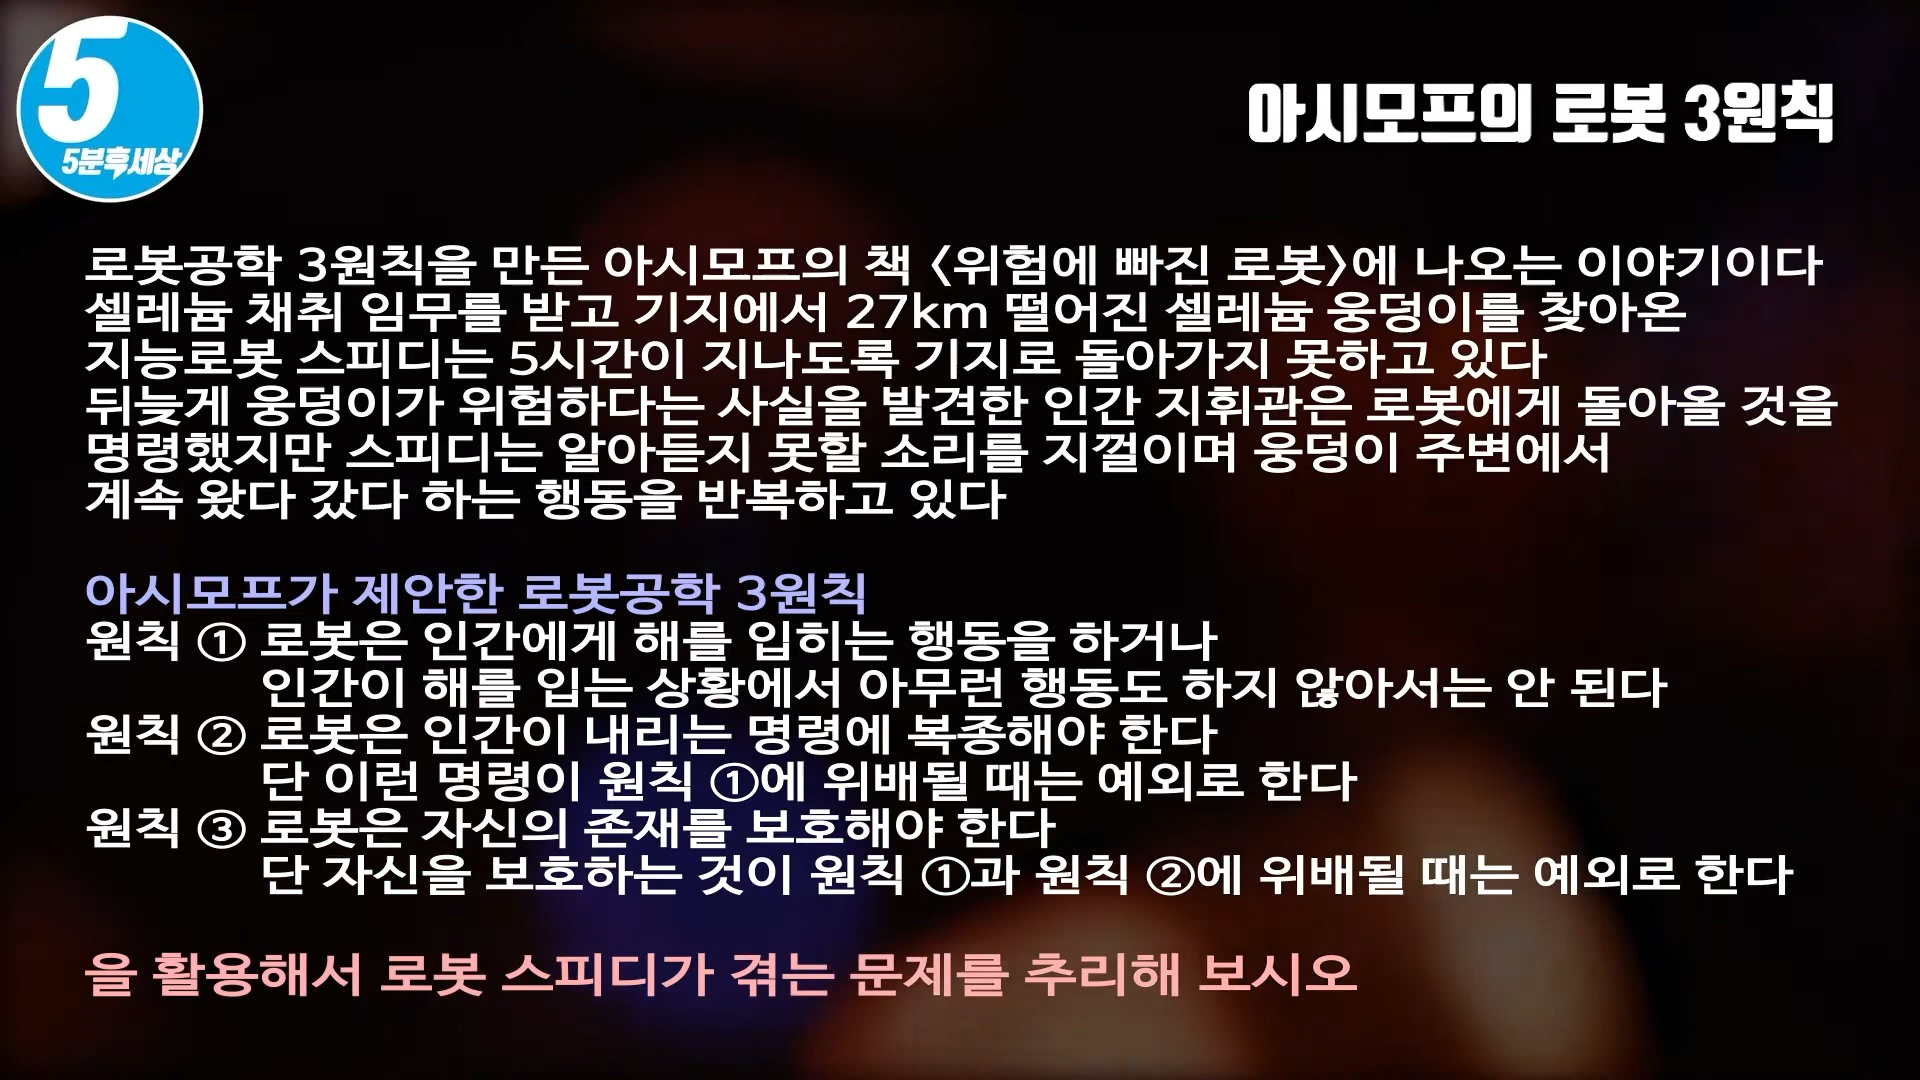 5
5분후세상
아시모프의 로봇 3원칙
로봇공학 3원칙을 만든 아시모프의 책 〈위험에 빠진 로봇〉에 나오는 이야기이다
셀레늄 채취 임무를 받고 기지에서 27km 떨어진 셀레늄 웅덩이를 찾아온
지능로봇 스피디는 5시간이 지나도록 기지로 돌아가지 못하고 있다
뒤늦게 웅덩이가 위험하다는 사실을 발견한 인간 지휘관은 로봇에게 돌아올 것을
명령했지만 스피디는 알아듣지 못할 소리를 지껄이며 웅덩이 주변에서
계속 왔다 갔다 하는 행동을 반복하고 있다
아시모프가 제안한 로봇공학 3원칙
원칙 ① 로봇은 인간에게 해를 입히는 행동을 하거나
인간이 해를 입는 상황에서 아무런 행동도 하지 않아서는 안 된다
원칙 ② 로봇은 인간이 내리는 명령에 복종해야 한다
단 이런 명령이 원칙 ①에 위배될 때는 예외로 한다
원칙 ③ 로봇은 자신의 존재를 보호해야 한다
단 자신을 보호하는 것이 원칙 ①과 원칙 ②에 위배될 때는 예외로 한다
을 활용해서 로봇 스피디가 겪는 문제를 추리해 보시오